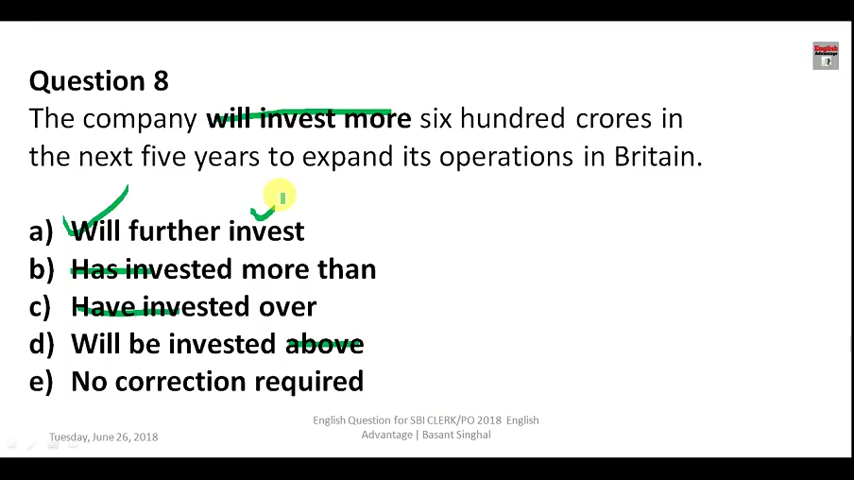 English
Advantage
Question 8
The company will invest more six hundred crores in
the next five years to expand its operations in Britain.
a) Will further invest
b) Has invested more than
c) Have invested over
d) Will be invested above
e) No correction required
English Question for SBI CLERK/PO 2018 English
Advantage | Basant Singhal
Tuesday, June 26, 2018